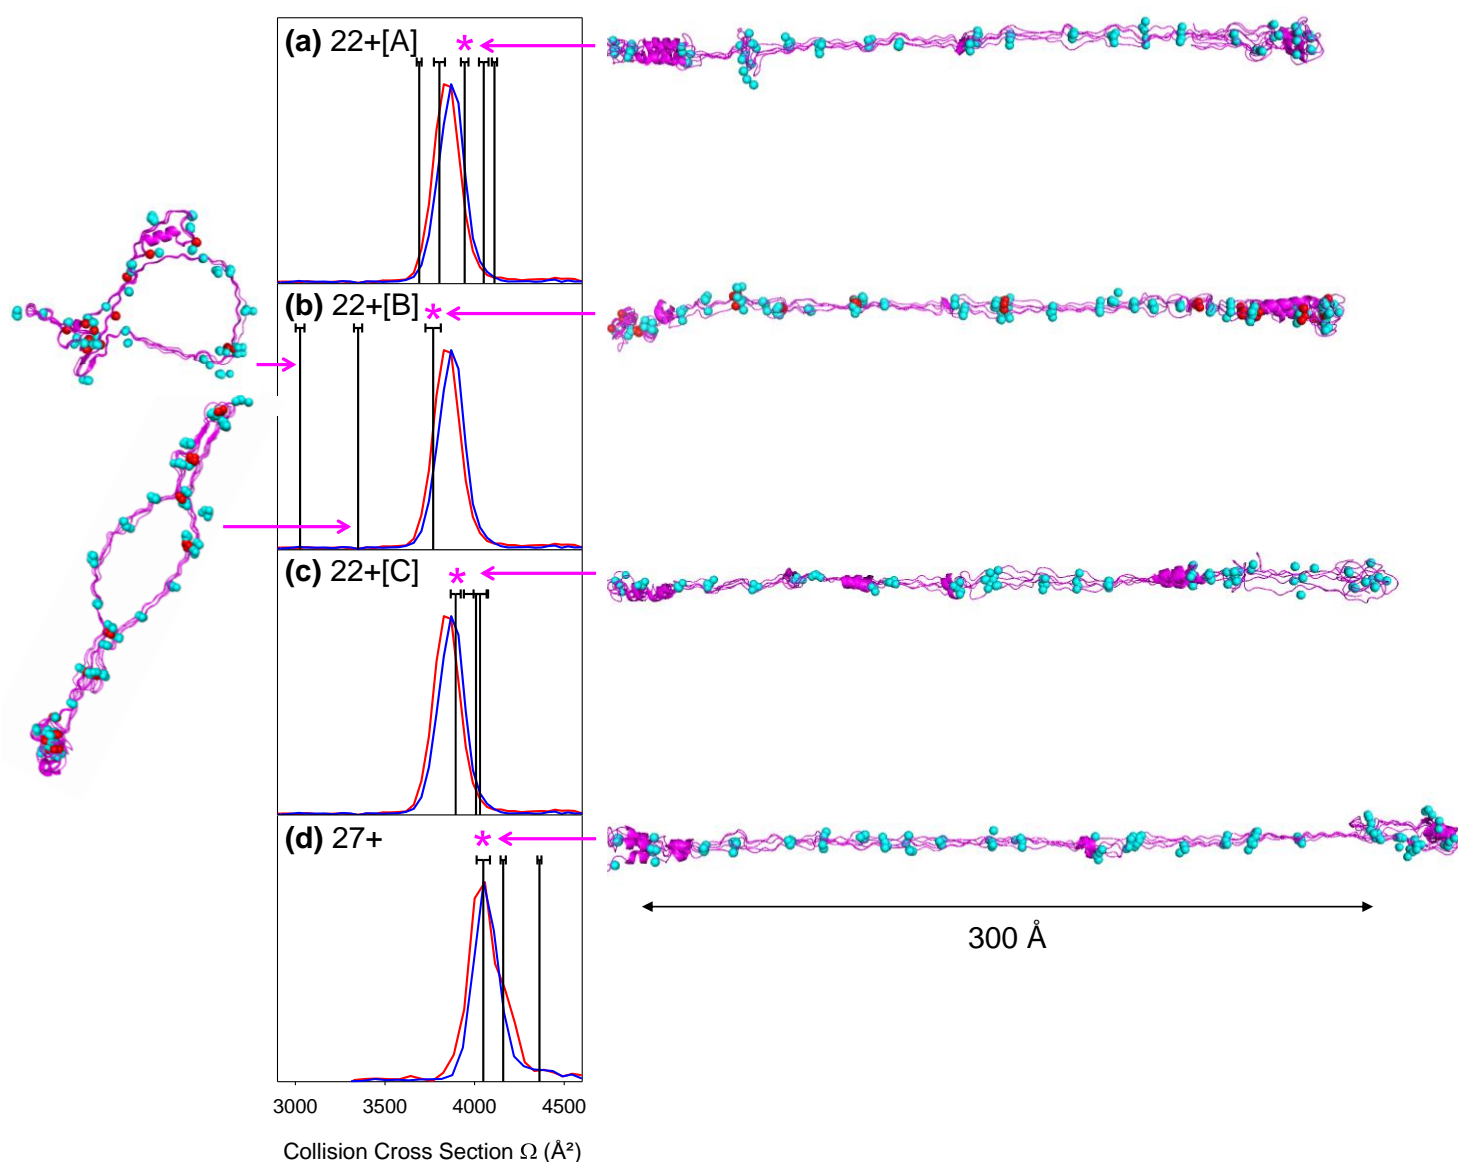 (a) 22+[A]
*
(b) 22+[B]
*
(c) 22+[C]
*
(d) 27+
*
300 Å
3000 3500 4000 4500
Collision Cross Section Ω (Å²)